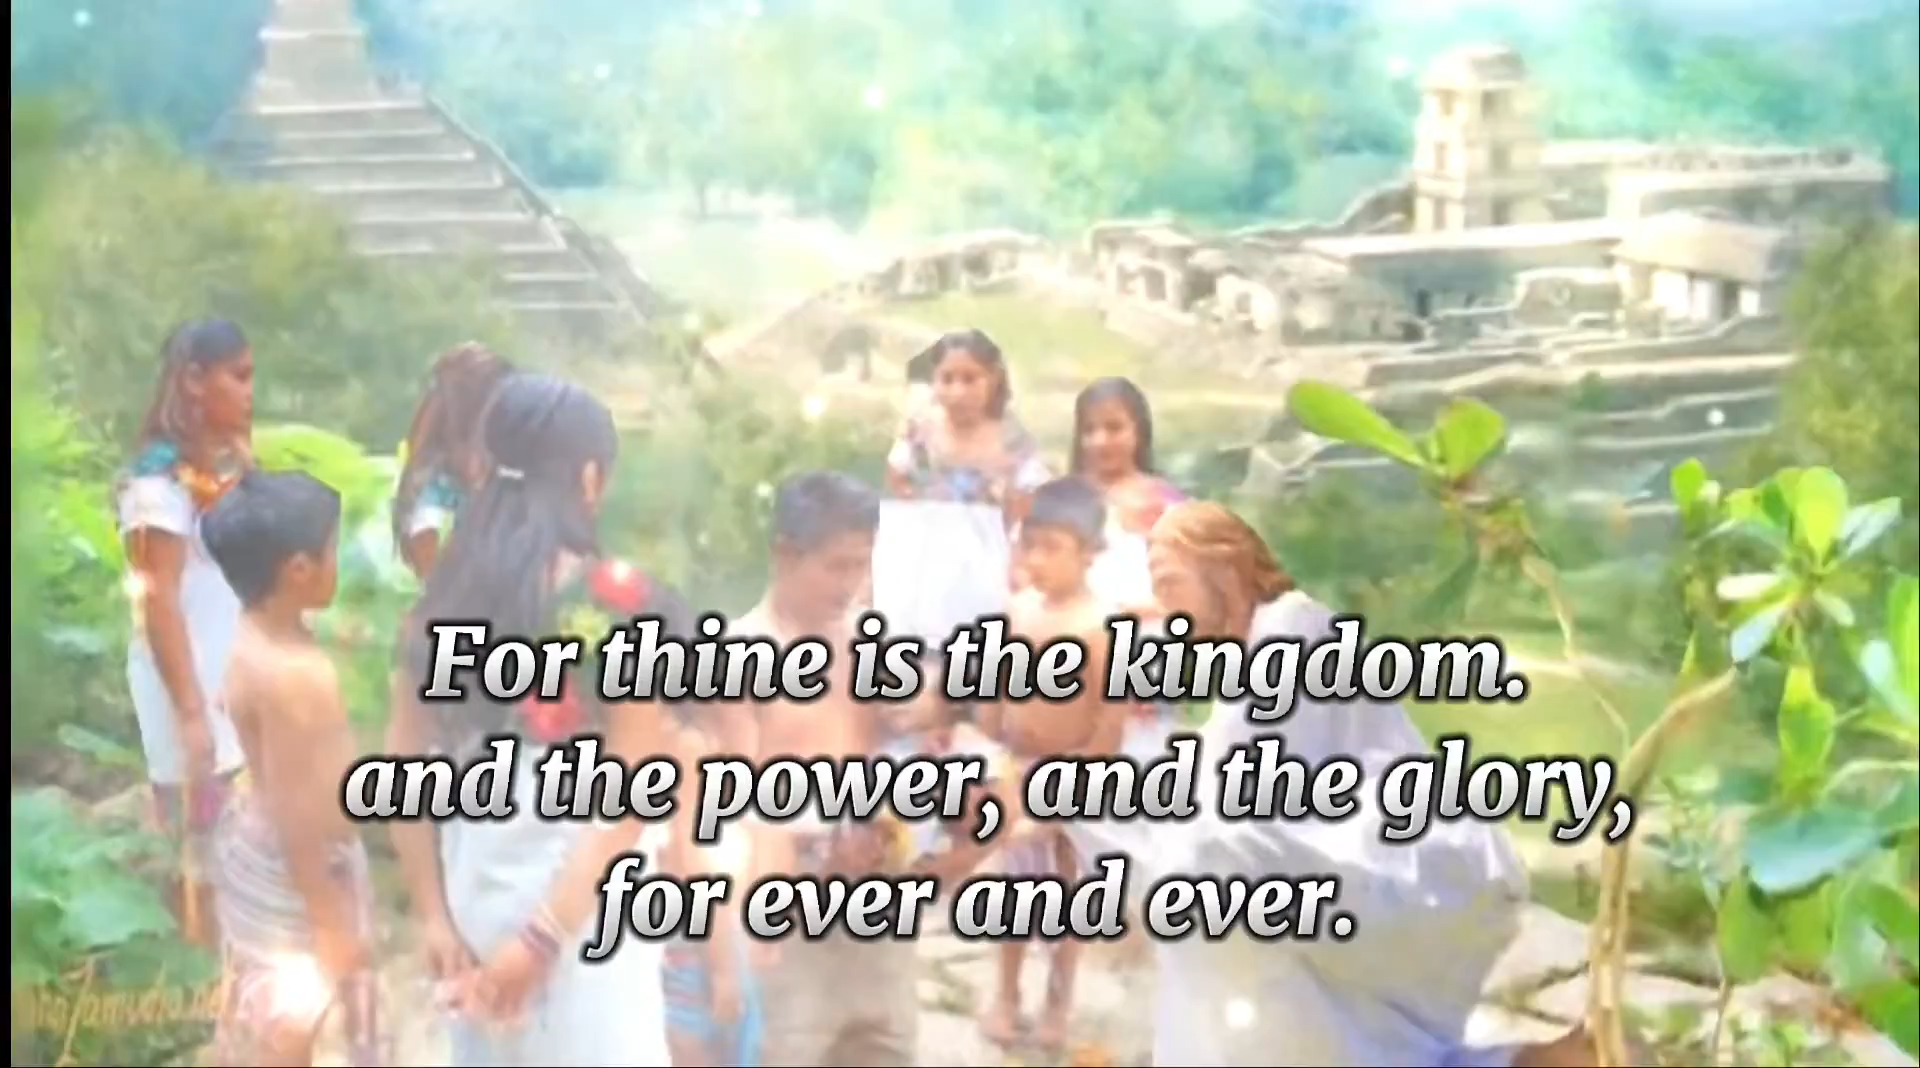 For thine is the kingdom.
and the power, and the glory,
for ever and ever.